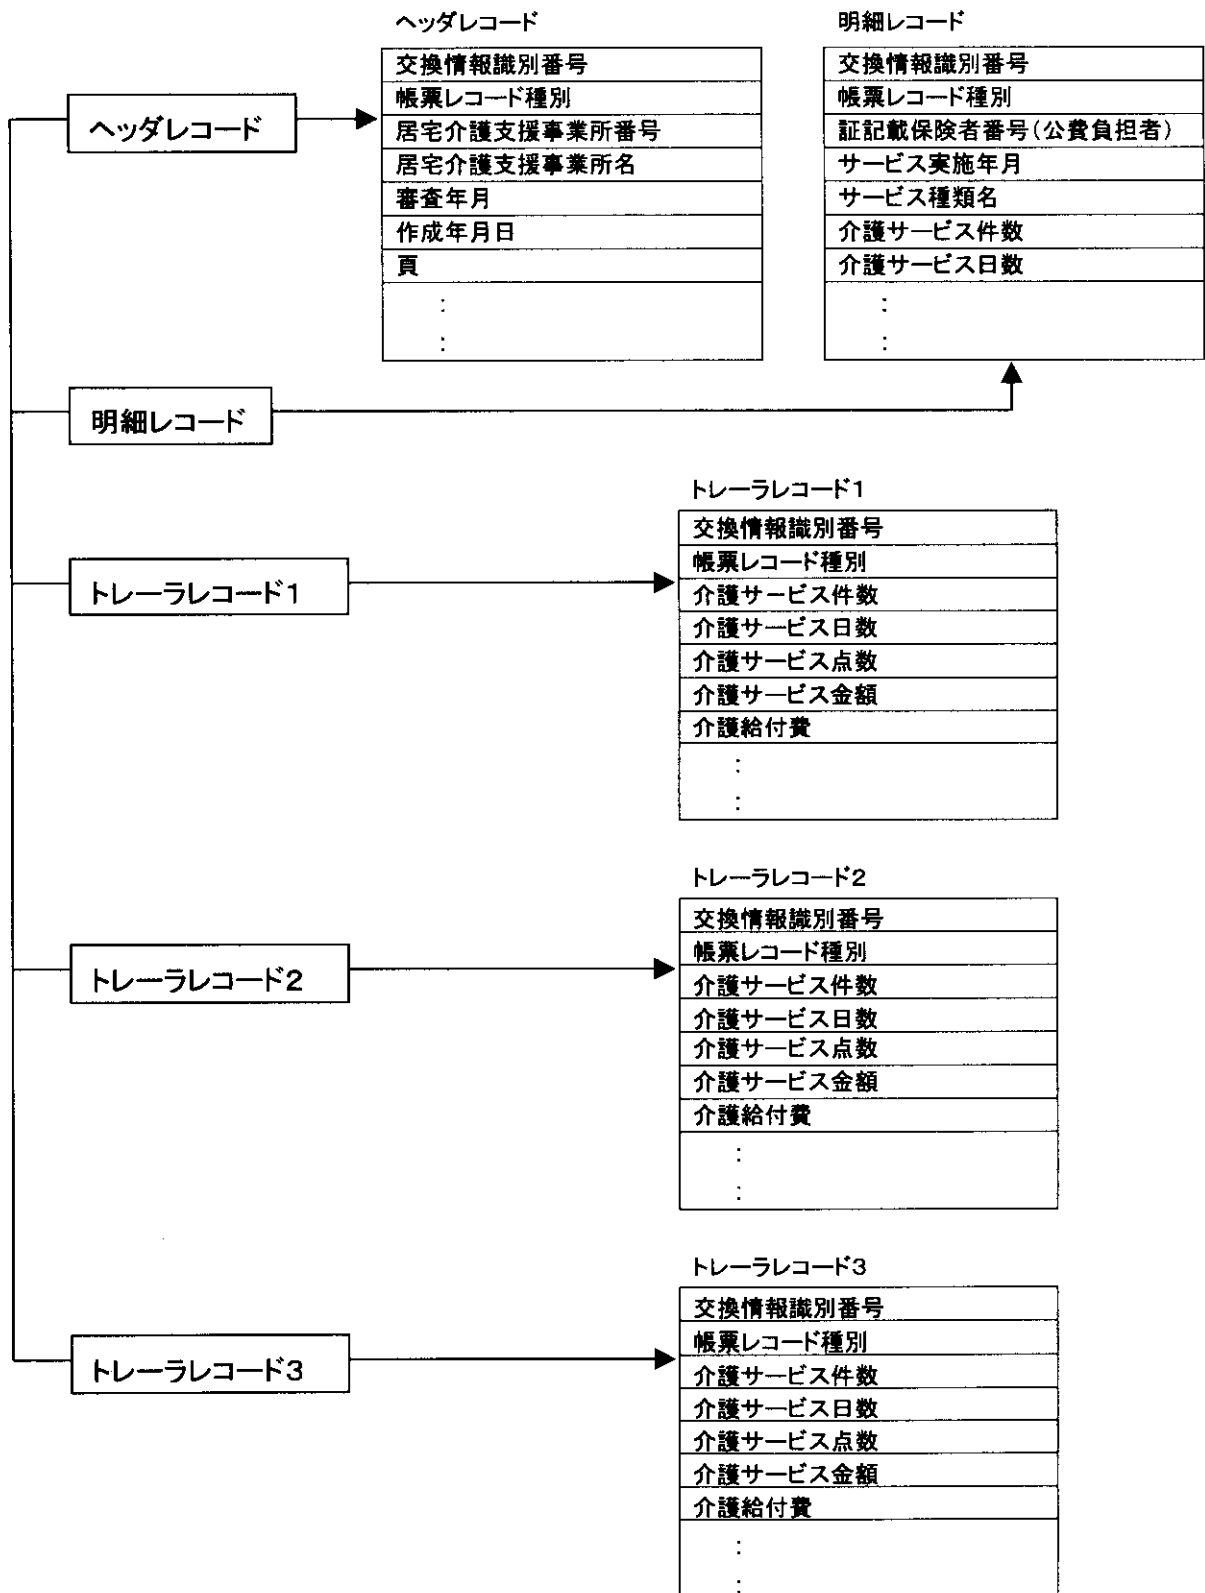 ヘッダレコード
ヘッダレコード
交換情報識別番号
帳票レコード種別
居宅介護支援事業所番号
居宅介護支援事業所名
審査年月
作成年月日
頁
:
:
明細レコード
明細レコード
交換情報識別番号
帳票レコード種別
証記載保険者番号(公費負担者)
サービス実施年月
サービス種類名
介護サービス件数
介護サービス日数
:
:
トレーラレコード1
トレーラレコード1
交換情報識別番号
帳票レコード種別
介護サービス件数
介護サービス日数
介護サービス点数
介護サービス金額
介護給付費
:
:
トレーラレコード2
トレーラレコード2
交換情報識別番号
帳票レコード種別
介護サービス件数
介護サービス日数
介護サービス点数
介護サービス金額
介護給付費
:
:
トレーラレコード3
トレーラレコード3
交換情報識別番号
帳票レコード種別
介護サービス件数
介護サービス日数
介護サービス点数
介護サービス金額
介護給付費
:
: